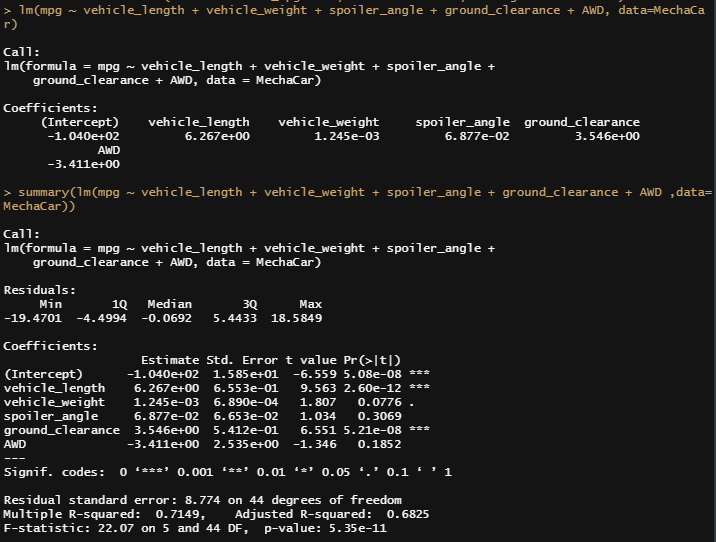 > lm(mpg ~ vehicle_length + vehicle_weight + spoiler_angle + ground_clearance + AWD, data=MechaCa
r)
Call:
lm(formula = mpg ~ vehicle_length + vehicle_weight + spoiler_angle +
    ground_clearance + AWD, data = MechaCar)
Coefficients:
     (Intercept)    vehicle_length    vehicle_weight     spoiler_angle  ground_clearance
      -1.040e+02         6.267e+00         1.245e-03         6.877e-02         3.546e+00
             AWD
      -3.411e+00
> summary(lm(mpg ~ vehicle_length + vehicle_weight + spoiler_angle + ground_clearance + AWD ,data=
MechaCar))
Call:
lm(formula = mpg ~ vehicle_length + vehicle_weight + spoiler_angle +
    ground_clearance + AWD, data = MechaCar)
Residuals:
     Min       1Q   Median       3Q      Max
-19.4701  -4.4994  -0.0692   5.4433  18.5849
Coefficients:
                   Estimate Std. Error t value Pr(>|t|)
(Intercept)      -1.040e+02  1.585e+01  -6.559 5.08e-08 ***
vehicle_length    6.267e+00  6.553e-01   9.563 2.60e-12 ***
vehicle_weight    1.245e-03  6.890e-04   1.807   0.0776 .
spoiler_angle     6.877e-02  6.653e-02   1.034   0.3069
ground_clearance  3.546e+00  5.412e-01   6.551 5.21e-08 ***
AWD              -3.411e+00  2.535e+00  -1.346   0.1852
---
Signif. codes:  0 ‘***’ 0.001 ‘**’ 0.01 ‘*’ 0.05 ‘.’ 0.1 ‘ ’ 1
Residual standard error: 8.774 on 44 degrees of freedom
Multiple R-squared:  0.7149,	Adjusted R-squared:  0.6825
F-statistic: 22.07 on 5 and 44 DF,  p-value: 5.35e-11